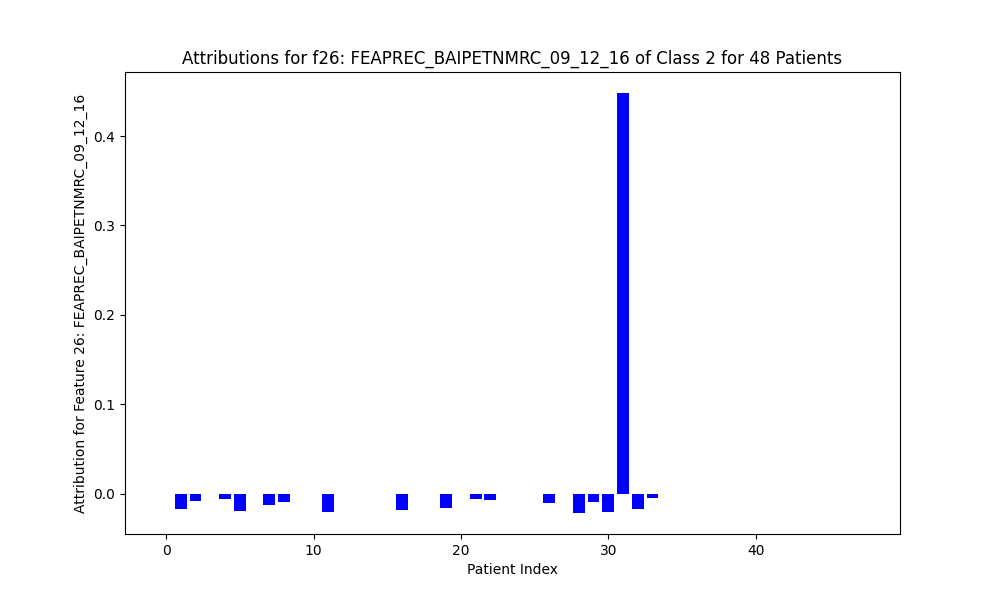 Attributions for f26: FEAPREC_BAIPETNMRC_09_12_16 of Class 2 for 48 Patients
Attribution for Feature 26: FEAPREC_BAIPETNMRC_09_12_16
0.4
0.3
0.2
0.1
0.0
0 10 20 30 40
Patient Index